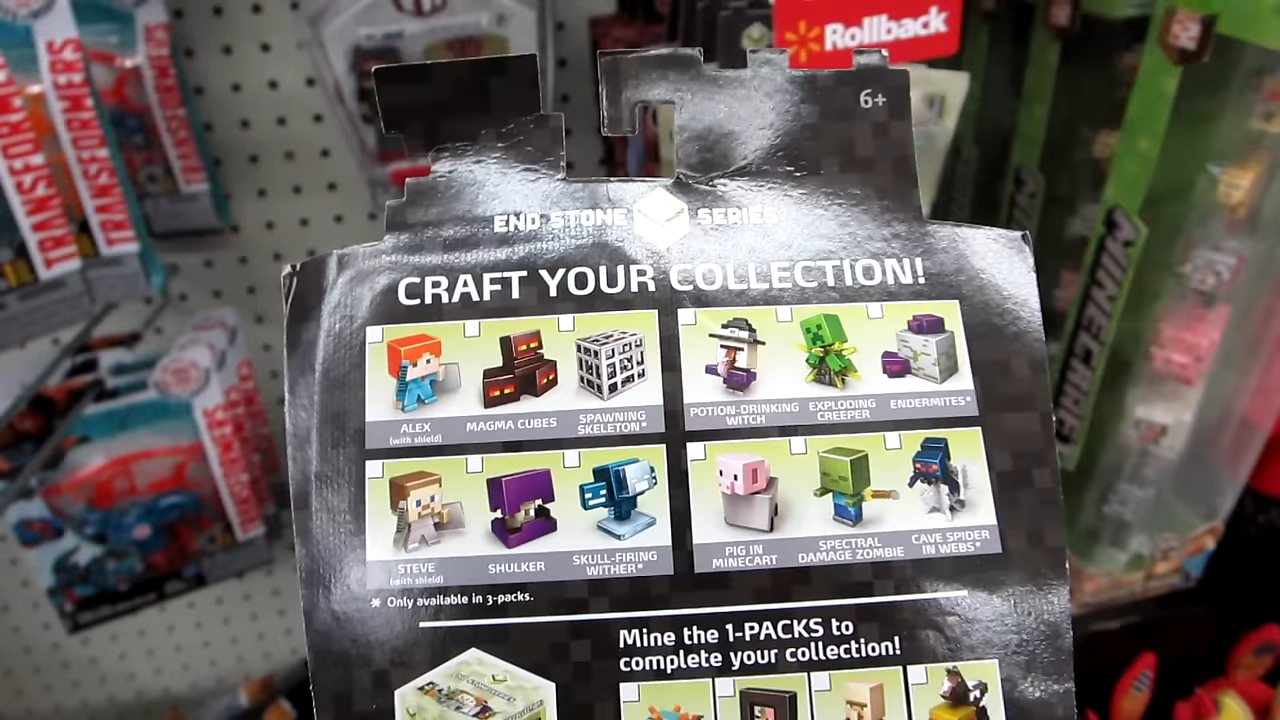 Rollback
6+
END STONE SERIES
CRAFT YOUR COLLECTION!
ALEX
(with shield)
MAGMA CUBES
SPAWNING
SKELETON*
POTION-DRINKING
WITCH
EXPLODING
CREEPER
ENDERMITES*
STEVE
(with shield)
SHULKER
SKULL-FIRING
WITHER*
PIG IN
MINECART
SPECTRAL
DAMAGE ZOMBIE
CAVE SPIDER
IN WEBS*
* Only available in 3-packs.
Mine the 1-PACKS to
complete your collection!
TRANSFORMERS
TRANSFORMERS
TRANSFORMERS
MINECRAFT